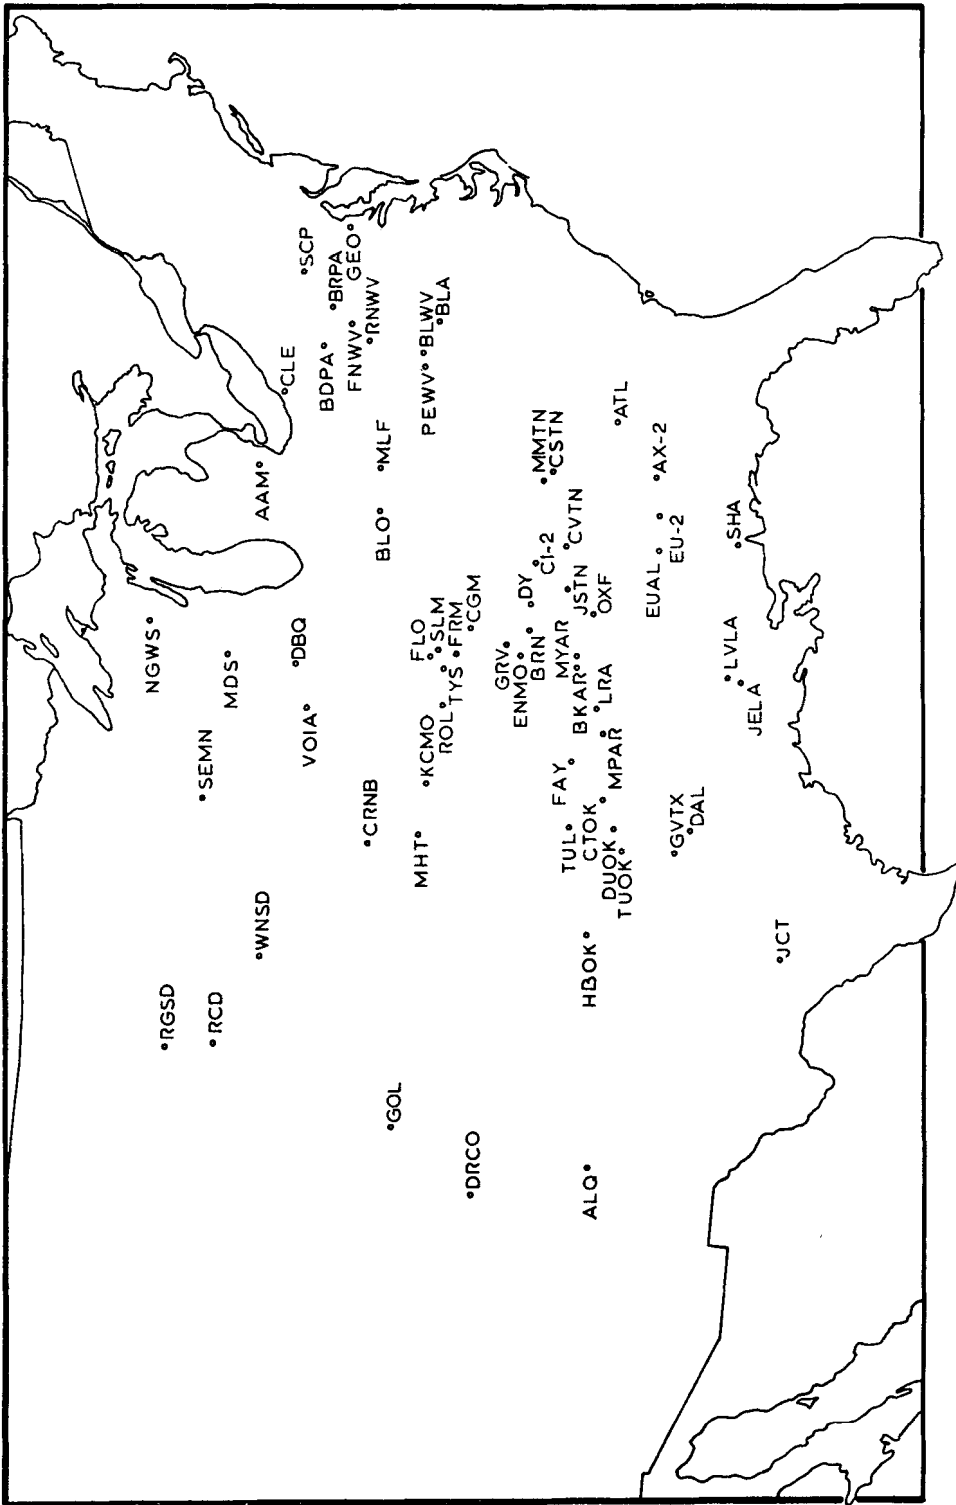 RGSD
RCD
WNSD
SEMN
NGWS
MDS
VOIA
DBQ
AAM
CLE
SCP
BRPA
GEO
BDPA
FNWV
RNWV
GOL
CRNB
BLO
MLF
PEWV
BLWV
BLA
DRCO
MHT
KCMO
ROL
TYS
FLO
SLM
FRM
CGM
GRV
ENMO
BRN
DY
CI-2
MMTN
CSTN
CVTN
ALQ
HBOK
TUL
FAY
CTOK
DUOK
TUOK
MPAR
BKAR
MYAR
LRA
JSTN
OXF
ATL
GVTX
DAL
EUAL
EU-2
AX-2
JCT
JELA
LVLA
SHA